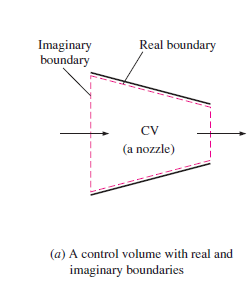 Imaginary
boundary
Real boundary
CV
(a nozzle)
(a) A control volume with real and
imaginary boundaries